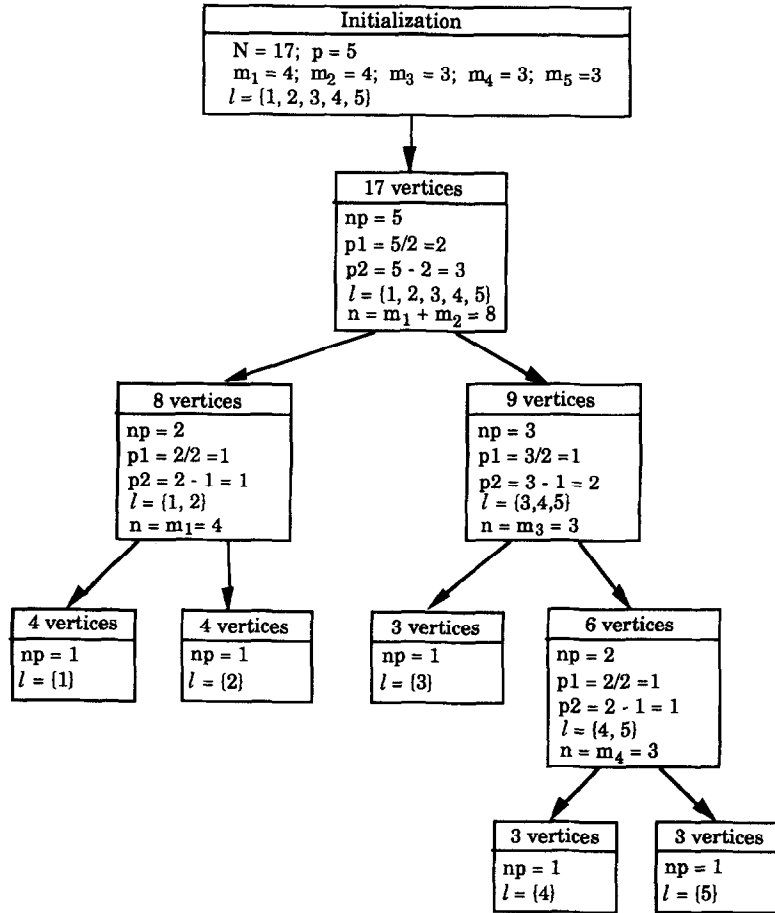 Initialization
N = 17; p = 5
m₁ = 4; m₂ = 4; m₃ = 3; m₄ = 3; m₅ =3
l = {1, 2, 3, 4, 5}
17 vertices
np = 5
p1 = 5/2 =2
p2 = 5 - 2 = 3
l = {1, 2, 3, 4, 5}
n = m₁ + m₂ = 8
8 vertices
np = 2
p1 = 2/2 =1
p2 = 2 - 1 = 1
l = {1, 2}
n = m₁= 4
9 vertices
np = 3
p1 = 3/2 =1
p2 = 3 - 1 = 2
l = {3,4,5}
n = m₃ = 3
4 vertices
np = 1
l = {1}
4 vertices
np = 1
l = {2}
3 vertices
np = 1
l = {3}
6 vertices
np = 2
p1 = 2/2 =1
p2 = 2 - 1 = 1
l = {4, 5}
n = m₄ = 3
3 vertices
np = 1
l = {4}
3 vertices
np = 1
l = {5}